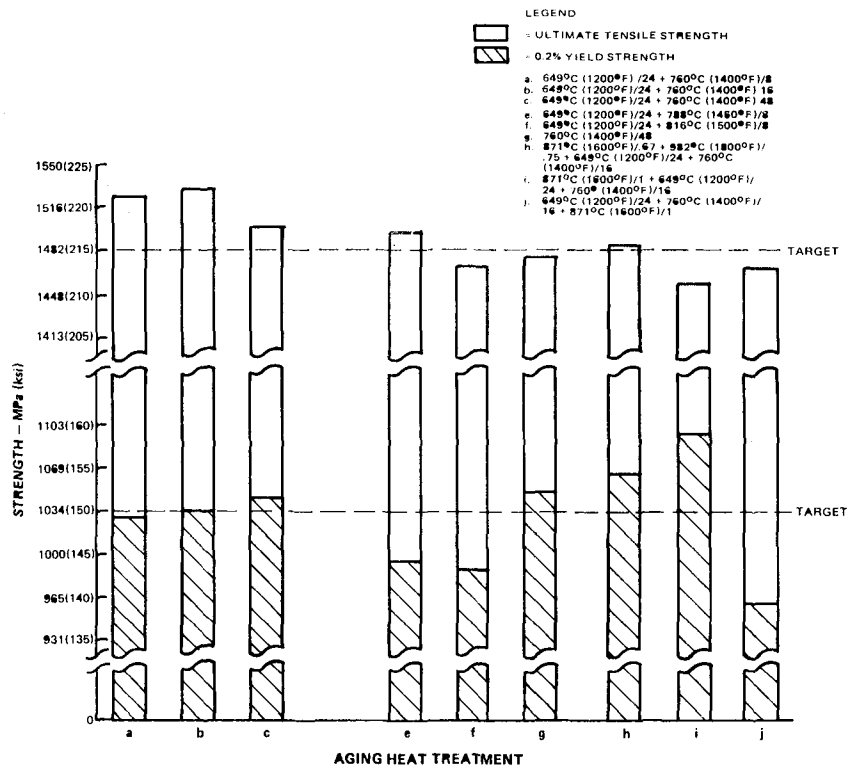 LEGEND
= ULTIMATE TENSILE STRENGTH
= 0.2% YIELD STRENGTH
a. 649°C (1200°F) /24 + 760°C (1400°F)/8
b. 649°C (1200°F)/24 + 760°C (1400°F) 16
c. 649°C (1200°F)/24 + 760°C (1400°F) 48
e. 649°C (1200°F)/24 + 788°C (1450°F)/8
f. 649°C (1200°F)/24 + 816°C (1500°F)/8
g. 760°C (1400°F)/48
h. 871°C (1600°F)/.67 + 982°C (1800°F)/
.75 + 649°C (1200°F)/24 + 760°C
(1400°F)/16
i. 871°C (1600°F)/1 + 649°C (1200°F)/
24 + 760° (1400°F)/16
j. 649°C (1200°F)/24 + 760°C (1400°F)/
16 + 871°C (1600°F)/1
STRENGTH – MPa (ksi)
1550(225)
1516(220)
1482(215)
1448(210)
1413(205)
1103(160)
1069(155)
1034(150)
1000(145)
965(140)
931(135)
0
TARGET
TARGET
a b c e f g h i j
AGING HEAT TREATMENT